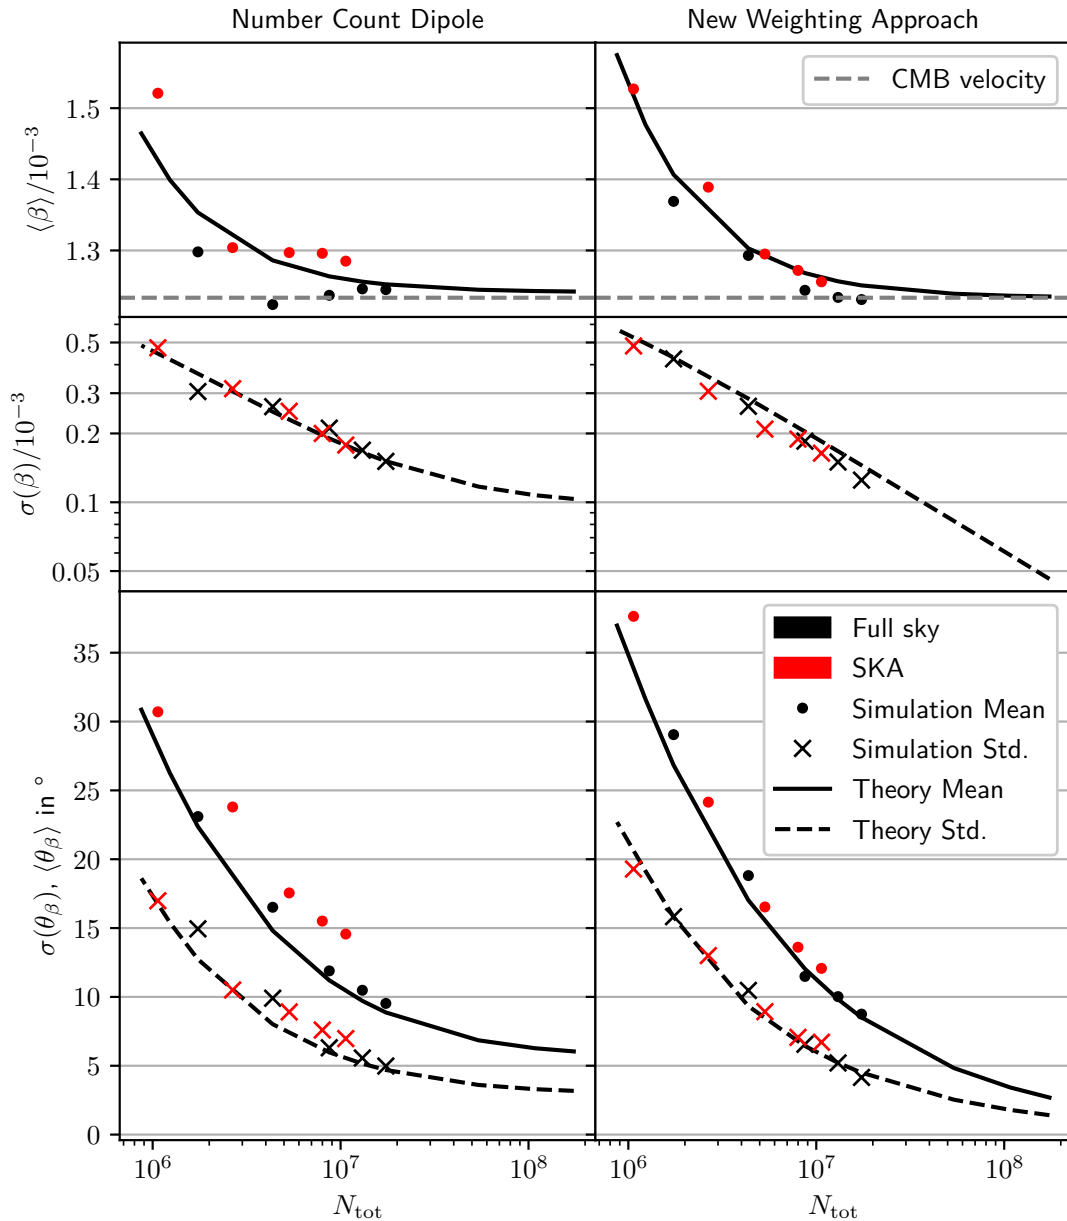 Number Count Dipole
New Weighting Approach
⟨β⟩/10⁻³
1.5
1.4
1.3
CMB velocity
σ(β)/10⁻³
0.5
0.3
0.2
0.1
0.05
σ(θ_β), ⟨θ_β⟩ in °
35
30
25
20
15
10
5
0
Full sky
SKA
Simulation Mean
Simulation Std.
Theory Mean
Theory Std.
10⁶ 10⁷ 10⁸
10⁶ 10⁷ 10⁸
N_tot
N_tot